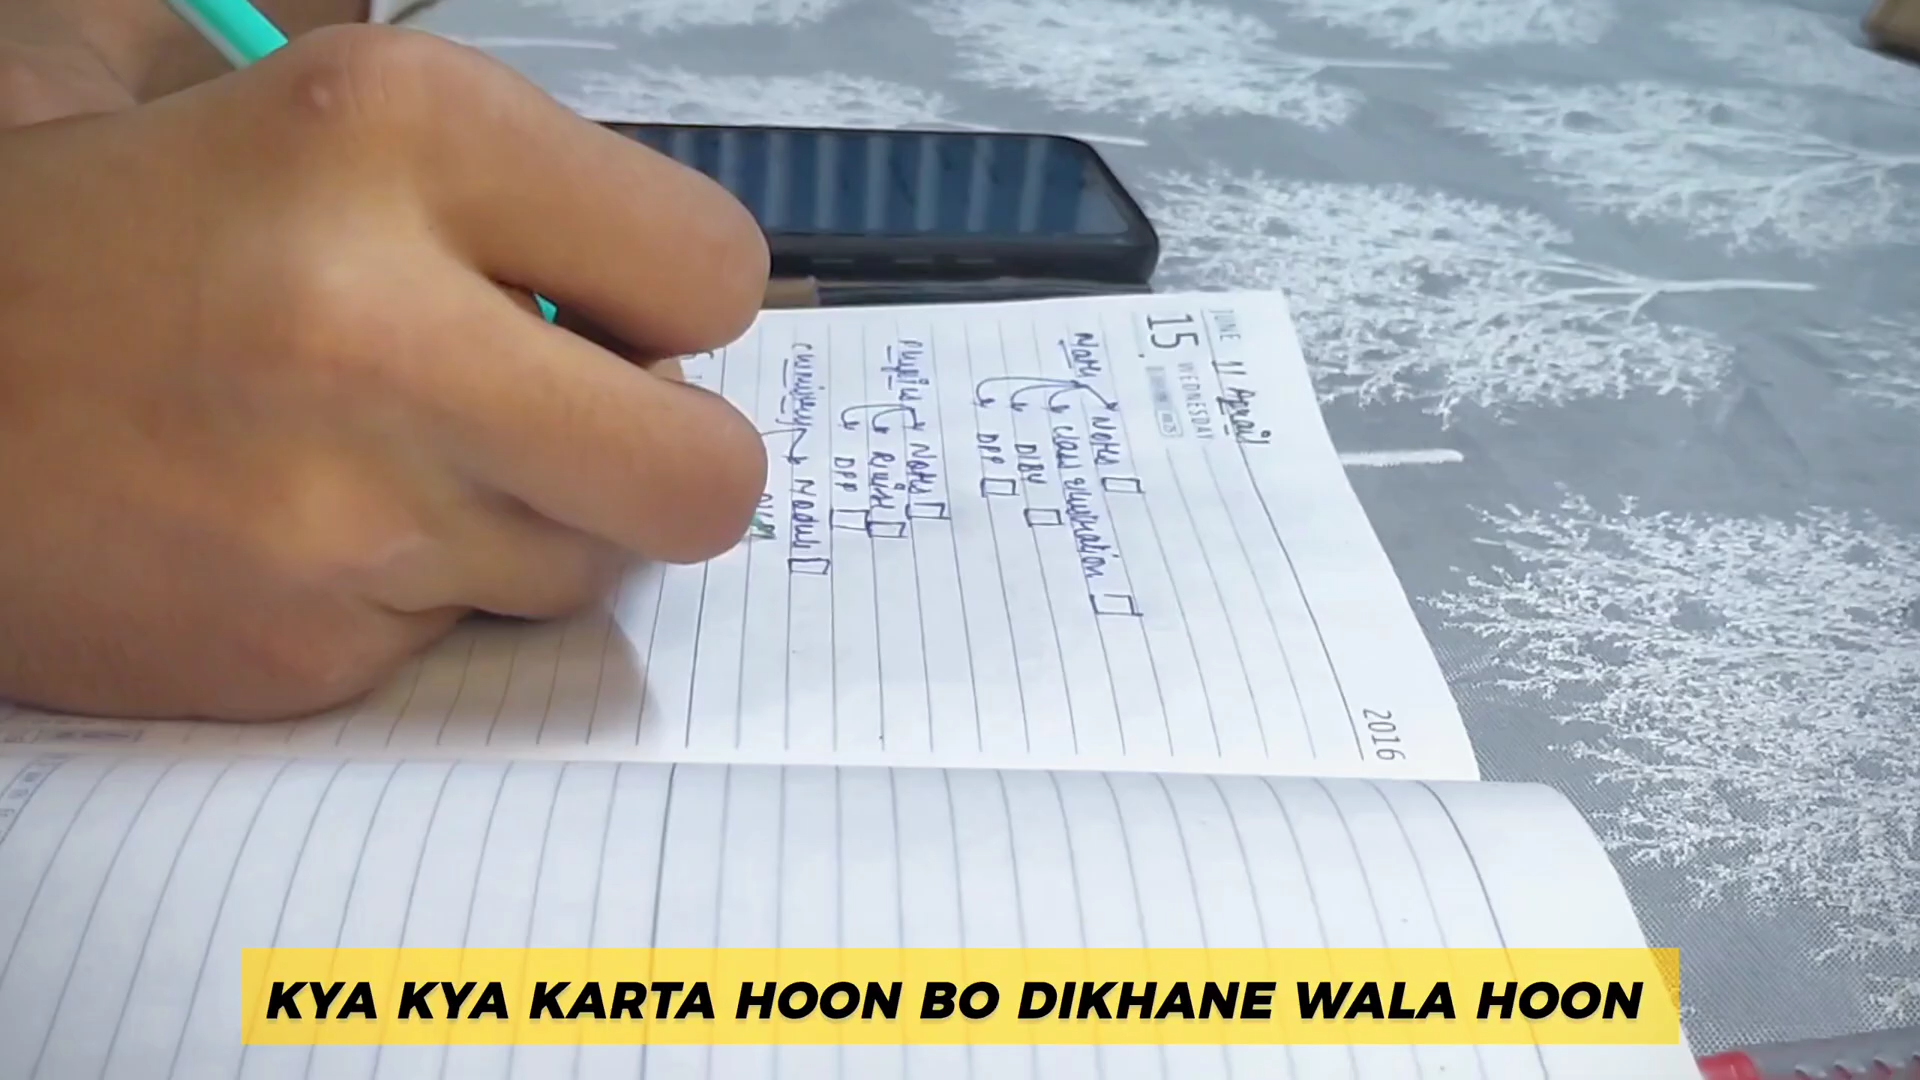 JUNE 11 April
15 WEDNESDAY
2016
Math
Notes
class illustration
DIBY
DPP
Physics
Notes
Revise
DPP
Chemistry
Module
KYA KYA KARTA HOON BO DIKHANE WALA HOON